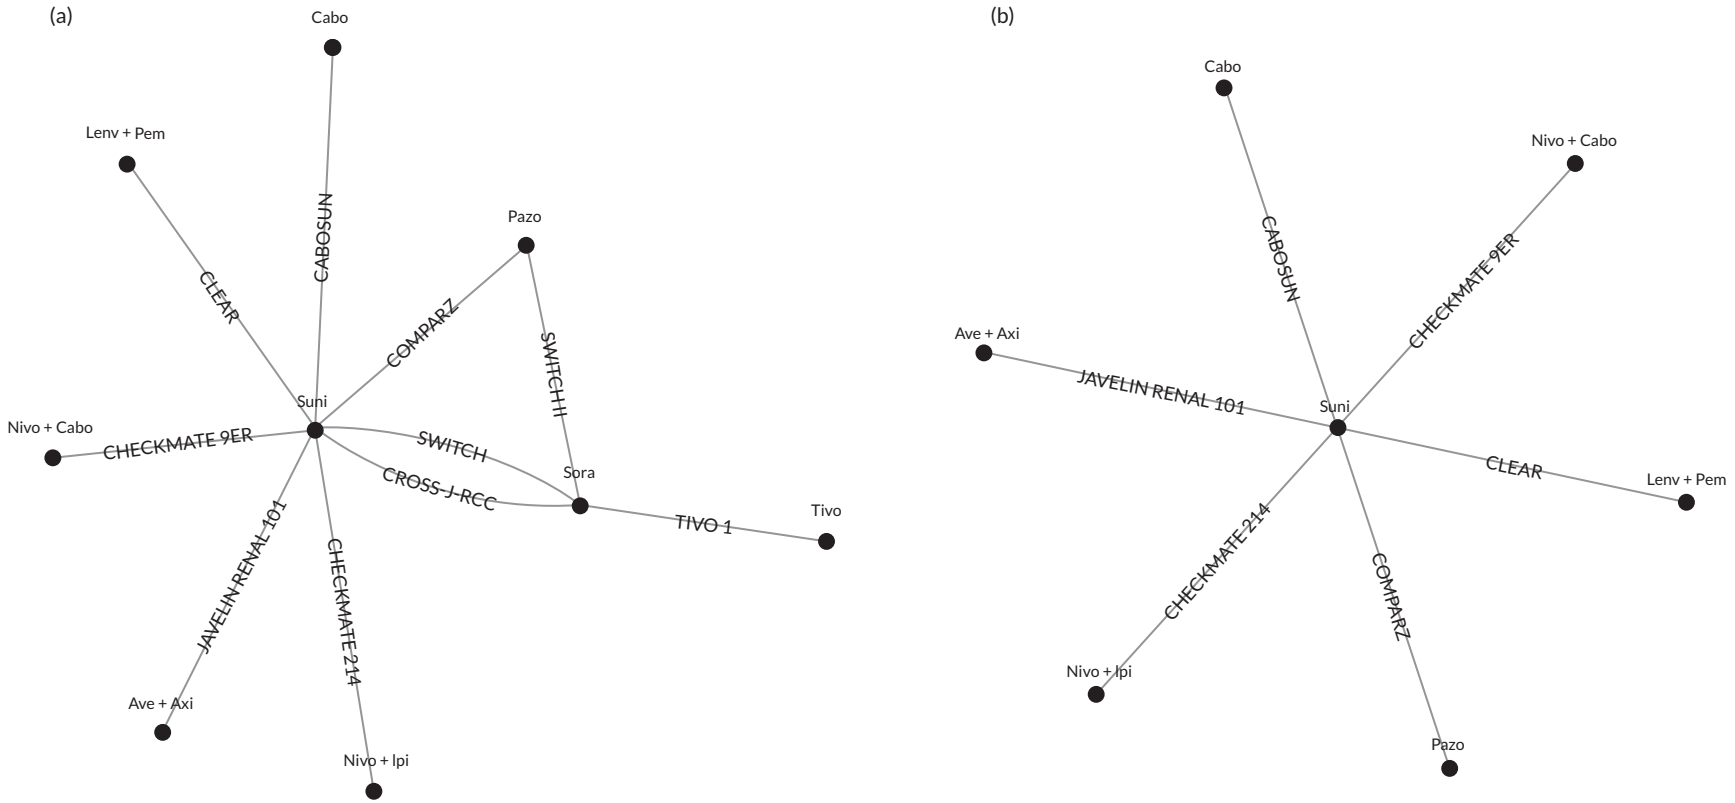 (a)
Cabo
Lenv + Pem
CABOSUN
Pazo
CLEAR
COMPARZ
SWITCH II
Suni
Nivo + Cabo
CHECKMATE 9ER
SWITCH
CROSS-J-RCC
Sora
TIVO 1
Tivo
JAVELIN RENAL 101
CHECKMATE 214
Ave + Axi
Nivo + Ipi
(b)
Cabo
Nivo + Cabo
CABOSUN
CHECKMATE 9ER
Ave + Axi
JAVELIN RENAL 101
Suni
CLEAR
Lenv + Pem
CHECKMATE 214
COMPARZ
Nivo + Ipi
Pazo